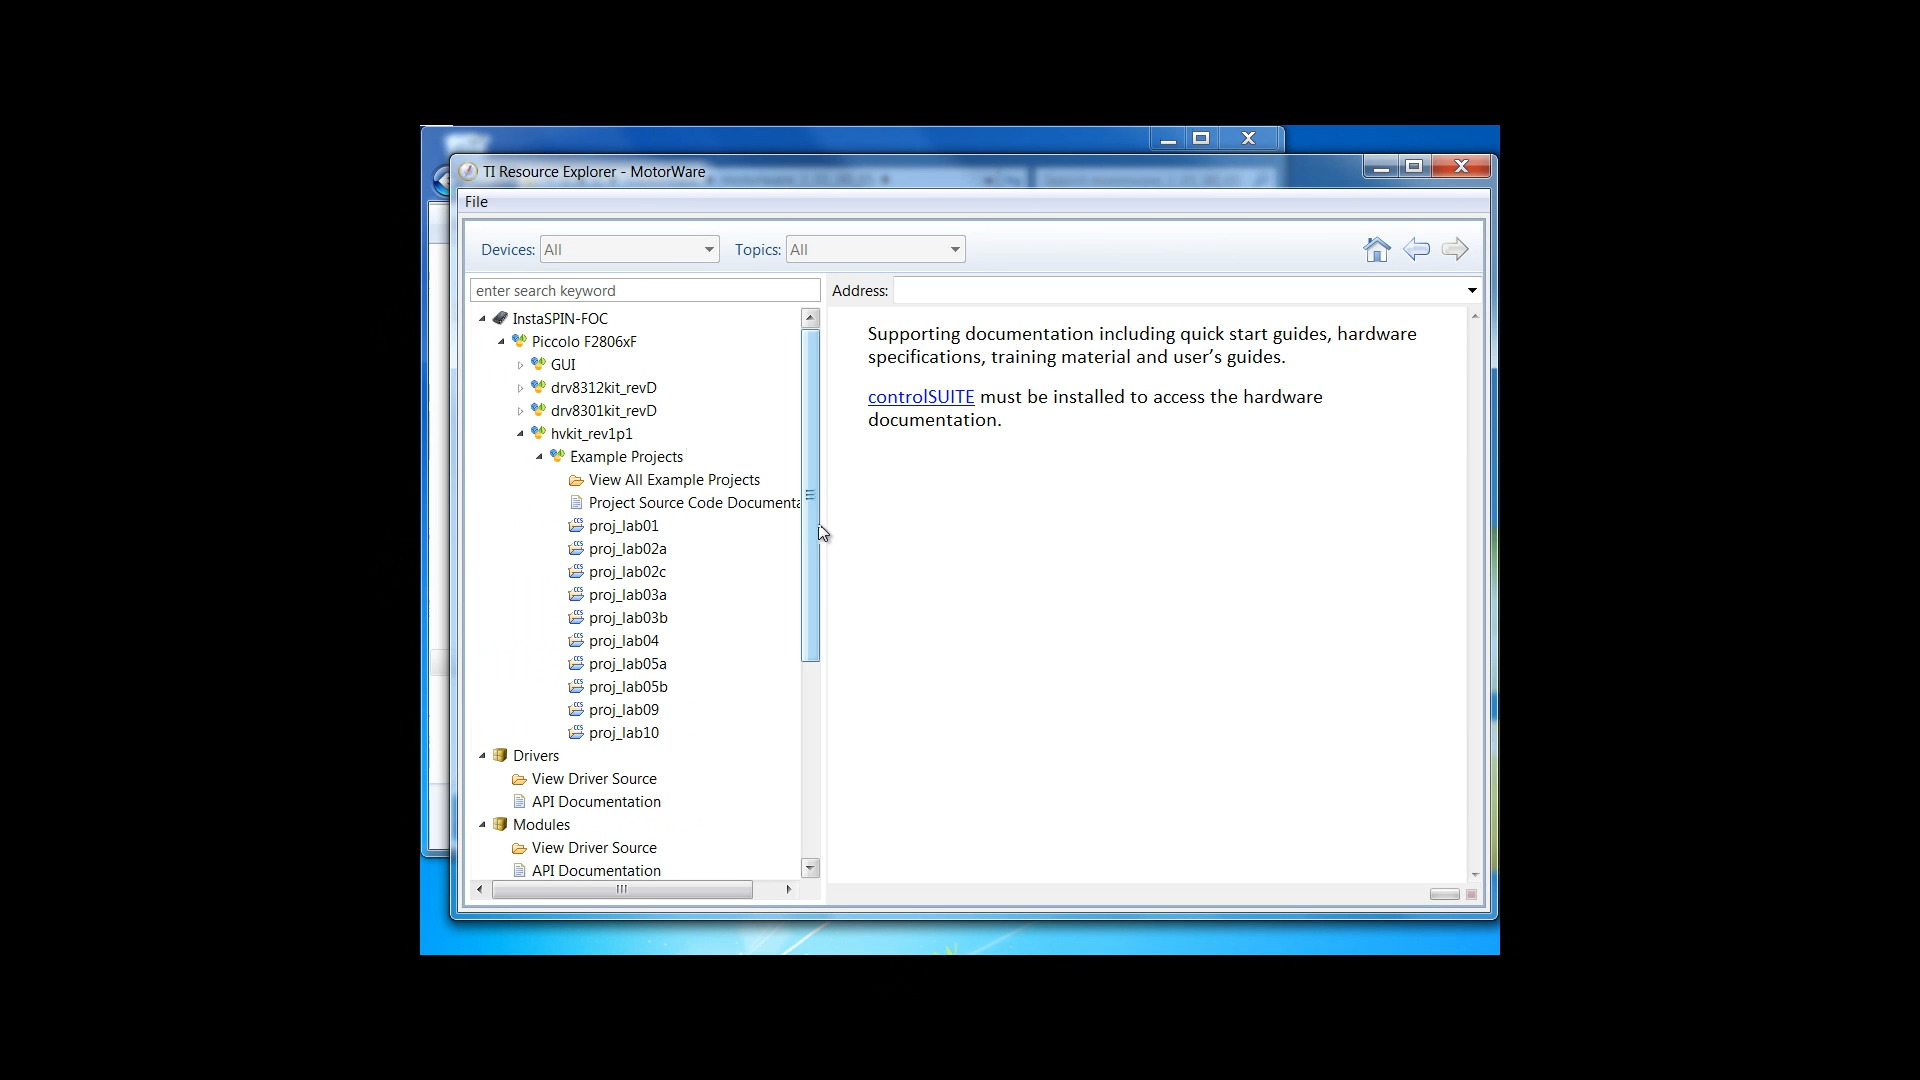 TI Resource Explorer - MotorWare
File
Devices: All Topics: All
enter search keyword
Address:
InstaSPIN-FOC
Piccolo F2806xF
GUI
drv8312kit_revD
drv8301kit_revD
hvkit_rev1p1
Example Projects
View All Example Projects
Project Source Code Documenta
proj_lab01
proj_lab02a
proj_lab02c
proj_lab03a
proj_lab03b
proj_lab04
proj_lab05a
proj_lab05b
proj_lab09
proj_lab10
Drivers
View Driver Source
API Documentation
Modules
View Driver Source
API Documentation
Supporting documentation including quick start guides, hardware
specifications, training material and user’s guides.
controlSUITE must be installed to access the hardware
documentation.